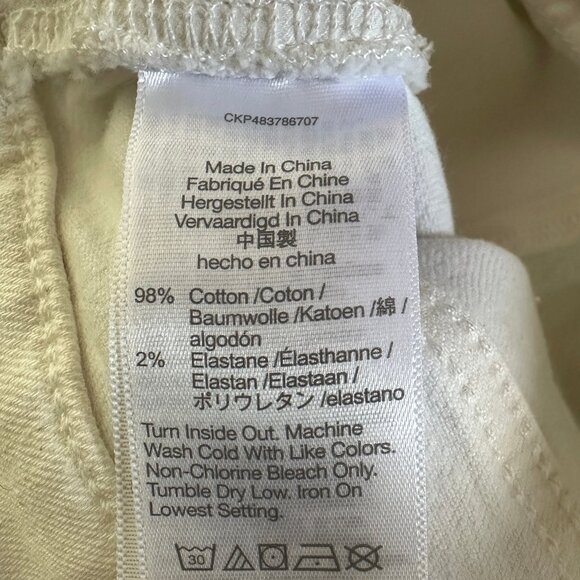 CKP483786707
Made In China
Fabriqué En Chine
Hergestellt In China
Vervaardigd In China
中国製
hecho en china
98% Cotton /Coton /
Baumwolle /Katoen /綿 /
algodón
2% Elastane /Élasthanne /
Elastan /Elastaan /
ポリウレタン /elastano
Turn Inside Out. Machine
Wash Cold With Like Colors.
Non-Chlorine Bleach Only.
Tumble Dry Low. Iron On
Lowest Setting.
30